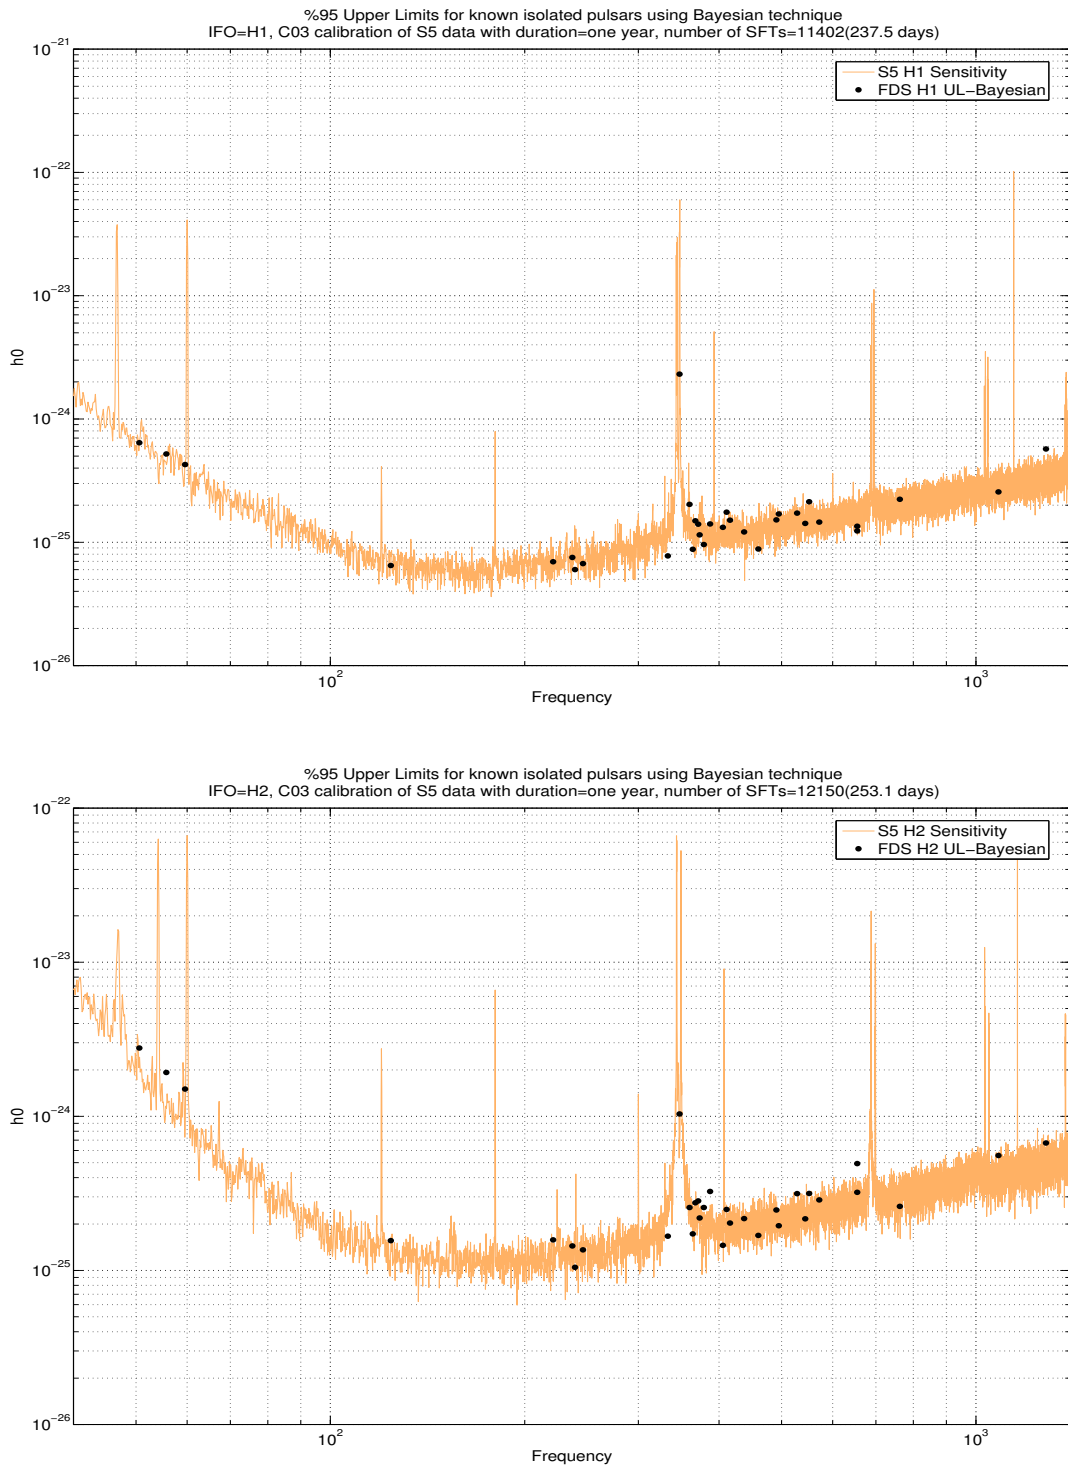 %95 Upper Limits for known isolated pulsars using Bayesian technique
IFO=H1, C03 calibration of S5 data with duration=one year, number of SFTs=11402(237.5 days)
10^-21
S5 H1 Sensitivity
FDS H1 UL−Bayesian
10^-22
10^-23
h0
10^-24
10^-25
10^-26
10^2
10^3
Frequency
%95 Upper Limits for known isolated pulsars using Bayesian technique
IFO=H2, C03 calibration of S5 data with duration=one year, number of SFTs=12150(253.1 days)
10^-22
S5 H2 Sensitivity
FDS H2 UL−Bayesian
10^-23
h0
10^-24
10^-25
10^-26
10^2
10^3
Frequency